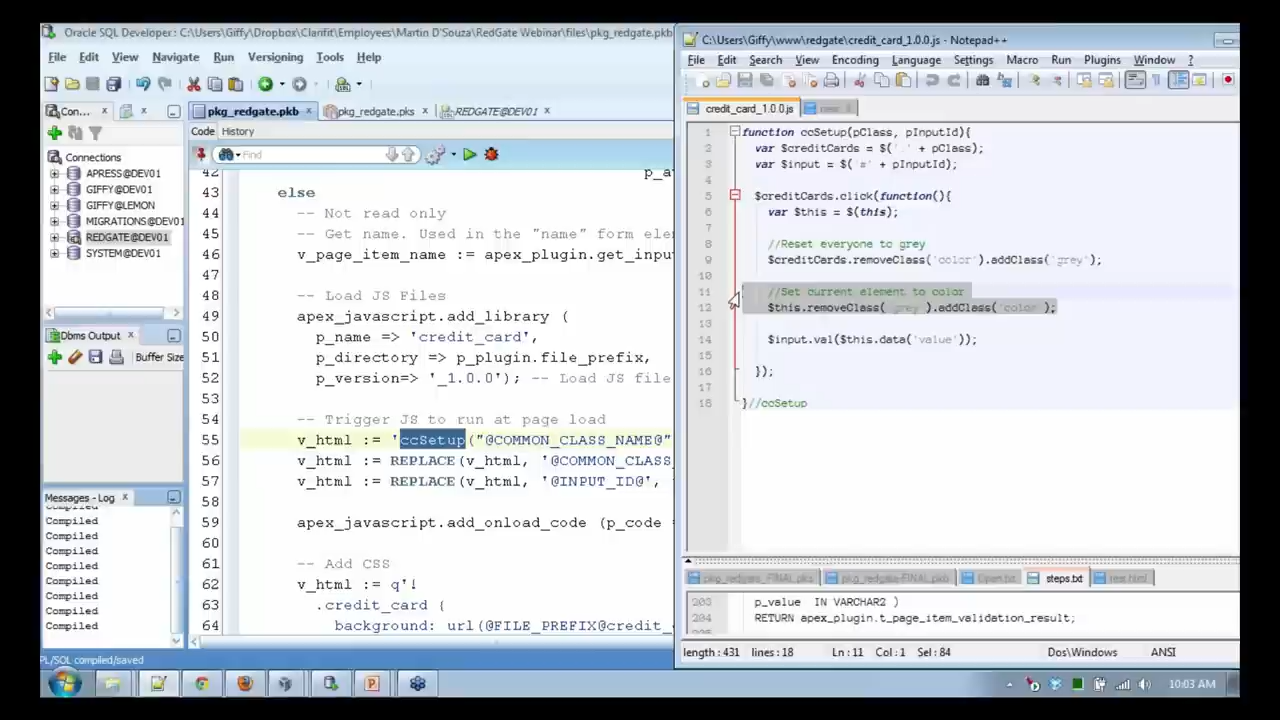 Oracle SQL Developer: C:\Users\Giffy\Dropbox\Clarifit\Employees\Martin D'Souza\RedGate Webinar\files\pkg_redgate.pkb
File Edit View Navigate Run Versioning Tools Help
Con...
Connections
APRESS@DEV01
GIFFY@DEV01
GIFFY@LEMON
MIGRATIONS@DEV01
REDGATE@DEV01
SYSTEM@DEV01
Dbms Output
Buffer Size
Messages - Log
Compiled
Compiled
Compiled
Compiled
Compiled
Compiled
Compiled
Compiled
Compiled
PL/SQL compiled/saved
pkg_redgate.pkb pkg_redgate.pks REDGATE@DEV01
Code History
Find
42 p_a
43 else
44 -- Not read only
45 -- Get name. Used in the "name" form ele
46 v_page_item_name := apex_plugin.get_inpu
47
48 -- Load JS Files
49 apex_javascript.add_library (
50 p_name => 'credit_card',
51 p_directory => p_plugin.file_prefix,
52 p_version=> '_1.0.0'); -- Load JS file
53
54 -- Trigger JS to run at page load
55 v_html := 'ccSetup("@COMMON_CLASS_NAME@"
56 v_html := REPLACE(v_html, '@COMMON_CLASS_
57 v_html := REPLACE(v_html, '@INPUT_ID@',
58
59 apex_javascript.add_onload_code (p_code =
60
61 -- Add CSS
62 v_html := q'!
63 .credit_card {
64 background: url(@FILE_PREFIX@credit_
C:\Users\Giffy\www\redgate\credit_card_1.0.0.js - Notepad++
File Edit Search View Encoding Language Settings Macro Run Plugins Window ?
credit_card_1.0.0.js
1 function ccSetup(pClass, pInputId){
2 var $creditCards = $('.' + pClass);
3 var $input = $('#' + pInputId);
4
5 $creditCards.click(function(){
6 var $this = $(this);
7
8 //Reset everyone to grey
9 $creditCards.removeClass('color').addClass('grey');
10
11 //Set current element to color
12 $this.removeClass('grey').addClass('color');
13
14 $input.val($this.data('value'));
15
16 });
17
18 }//ccSetup
pkg_redgate_FINAL.pks pkg_redgate-FINAL.pkb Open.txt steps.txt test.html
203 p_value IN VARCHAR2 )
204 RETURN apex_plugin.t_page_item_validation_result;
length: 431 lines: 18 Ln: 11 Col: 1 Sel: 84 Dos\Windows ANSI
10:03 AM